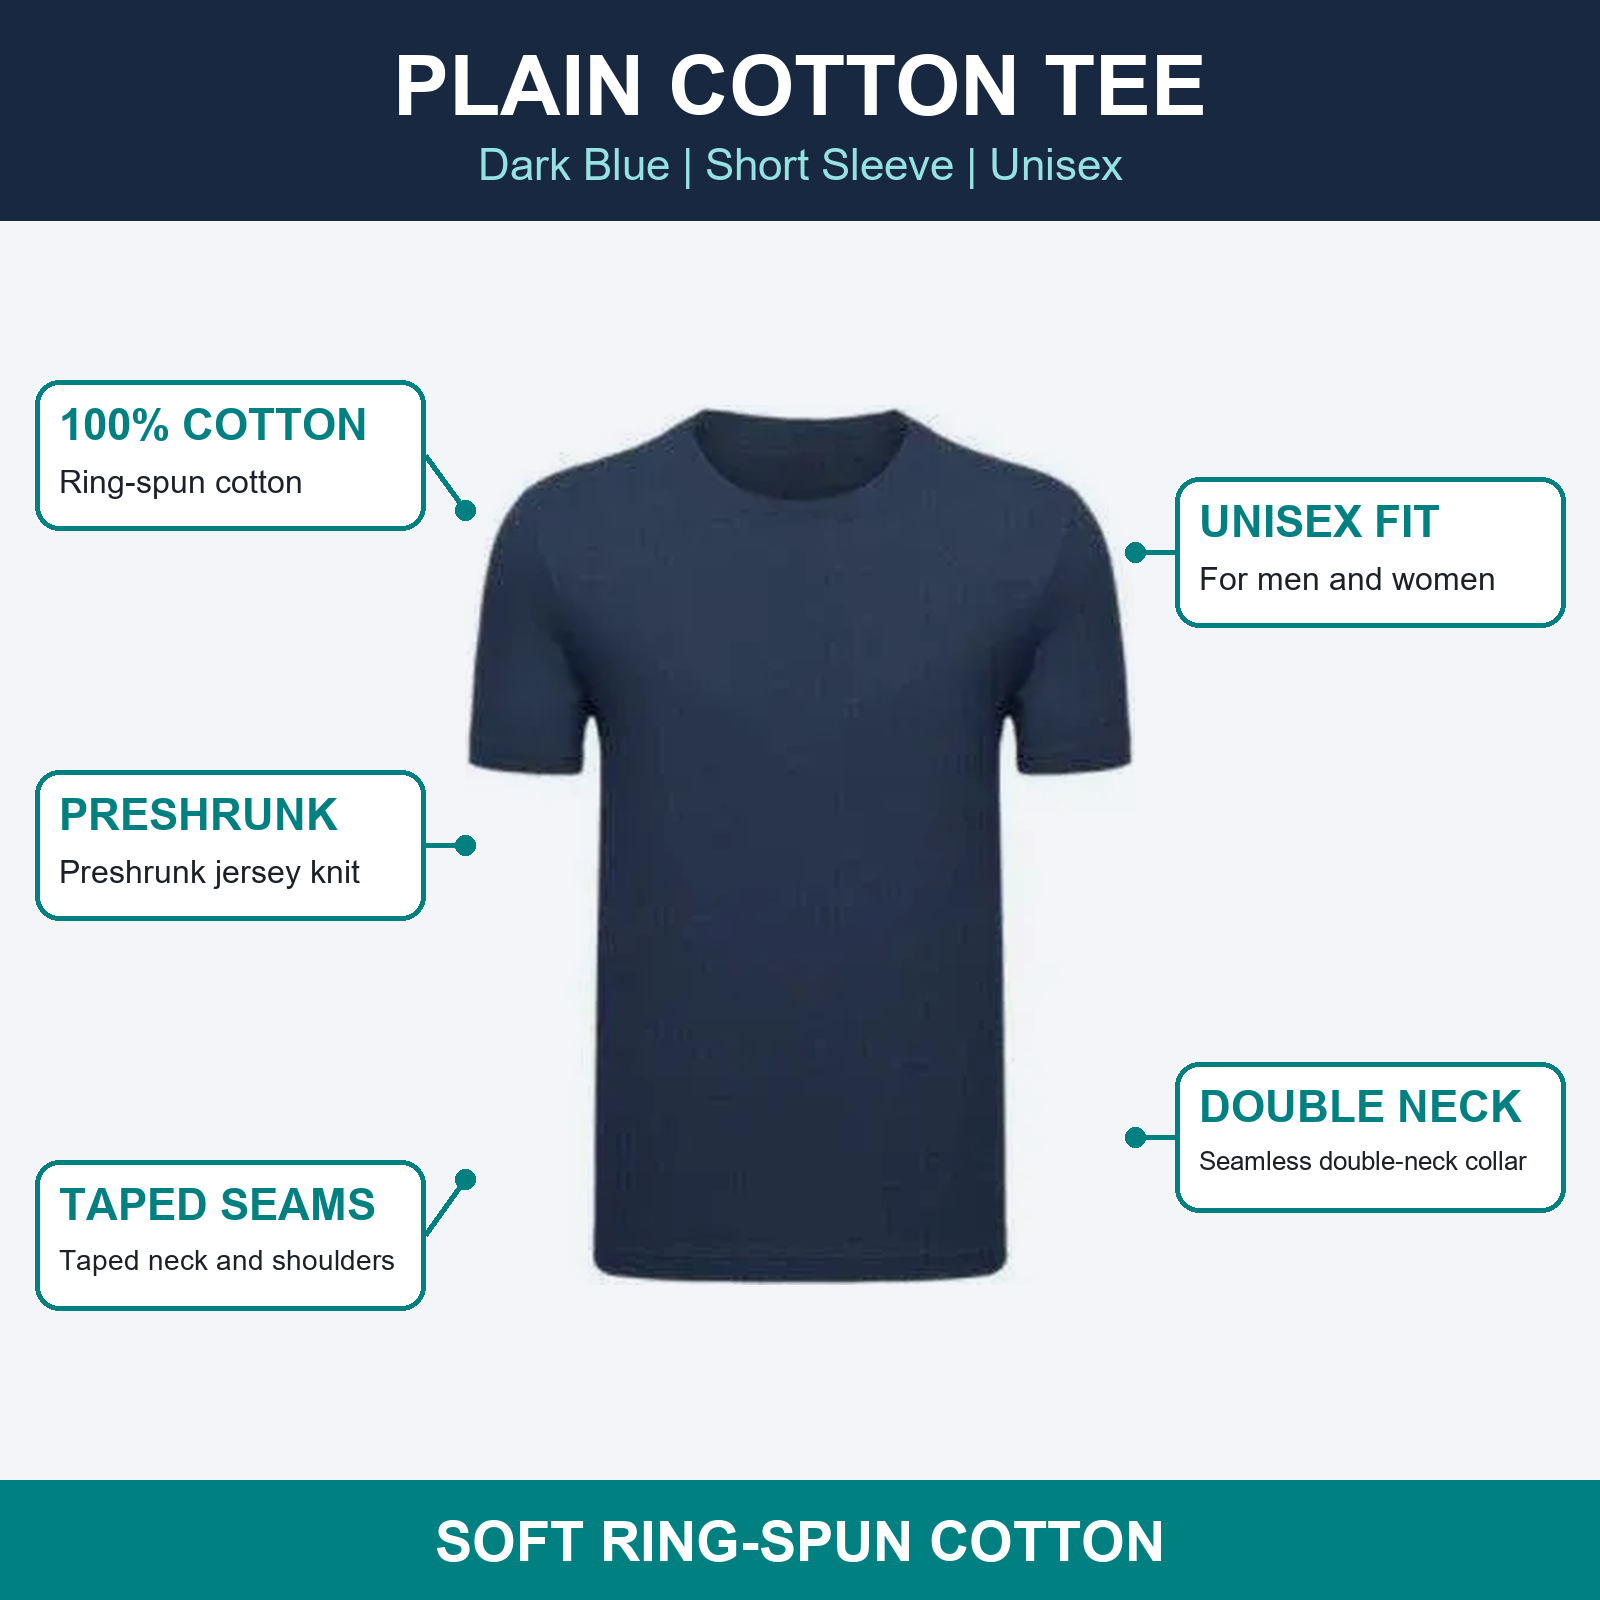 PLAIN COTTON TEE
Dark Blue | Short Sleeve | Unisex
100% COTTON
Ring-spun cotton
UNISEX FIT
For men and women
PRESHRUNK
Preshrunk jersey knit
DOUBLE NECK
Seamless double-neck collar
TAPED SEAMS
Taped neck and shoulders
SOFT RING-SPUN COTTON